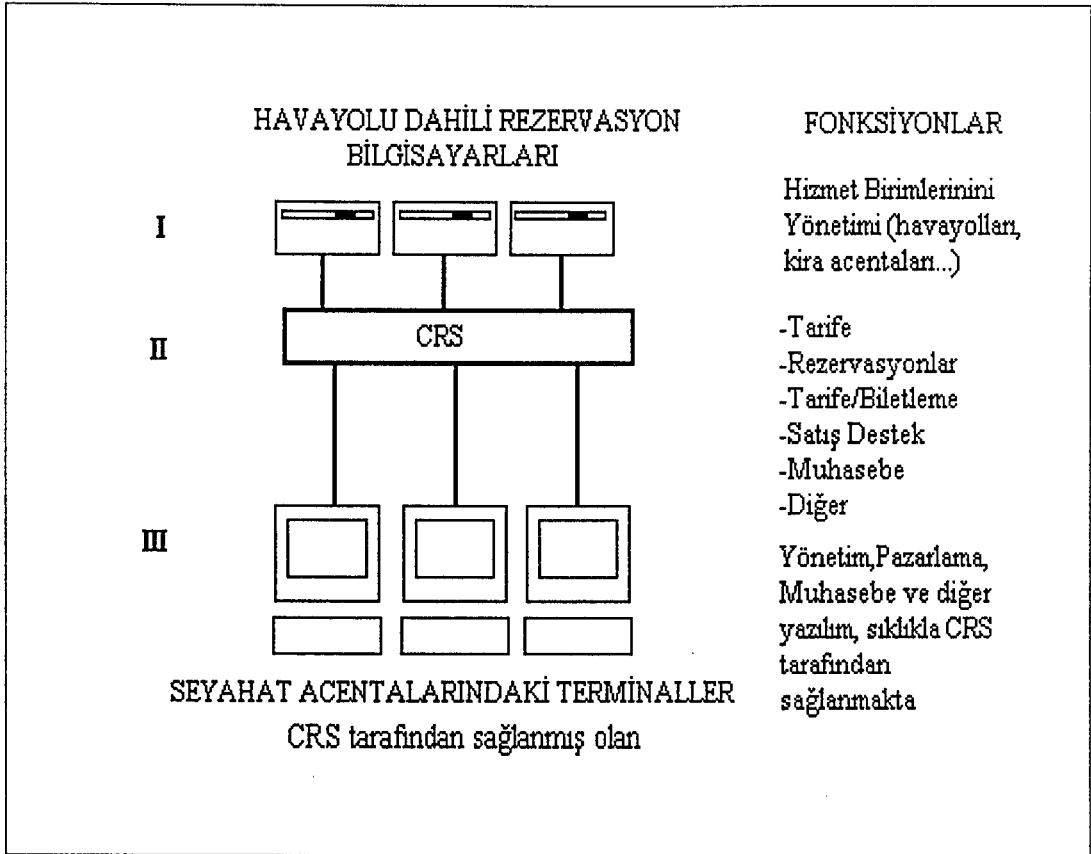 HAVAYOLU DAHİLİ REZERVASYON
BİLGİSAYARLARI
FONKSİYONLAR
I
Hizmet Birimlerinini
Yönetimi (havayolları,
kira acentaları...)
II
CRS
-Tarife
-Rezervasyonlar
-Tarife/Biletleme
-Satış Destek
-Muhasebe
-Diğer
III
Yönetim,Pazarlama,
Muhasebe ve diğer
yazılım, sıklıkla CRS
tarafından
sağlanmakta
SEYAHAT ACENTALARINDAKİ TERMİNALLER
CRS tarafından sağlanmış olan